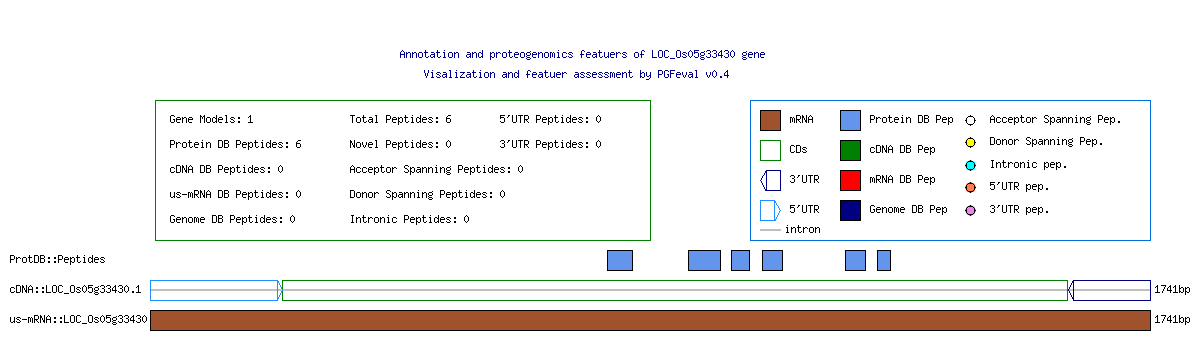 Annotation and proteogenomics featuers of LOC_Os05g33430 gene
Visalization and featuer assessment by PGFeval v0.4
Gene Models: 1 Total Peptides: 6 5'UTR Peptides: 0
Protein DB Peptides: 6 Novel Peptides: 0 3'UTR Peptides: 0
cDNA DB Peptides: 0 Acceptor Spanning Peptides: 0
us-mRNA DB Peptides: 0 Donor Spanning Peptides: 0
Genome DB Peptides: 0 Intronic Peptides: 0
mRNA Protein DB Pep Acceptor Spanning Pep.
CDs cDNA DB Pep Donor Spanning Pep.
3'UTR mRNA DB Pep Intronic pep.
5'UTR Genome DB Pep 5'UTR pep.
intron 3'UTR pep.
ProtDB::Peptides
cDNA::LOC_Os05g33430.1 1741bp
us-mRNA::LOC_Os05g33430 1741bp